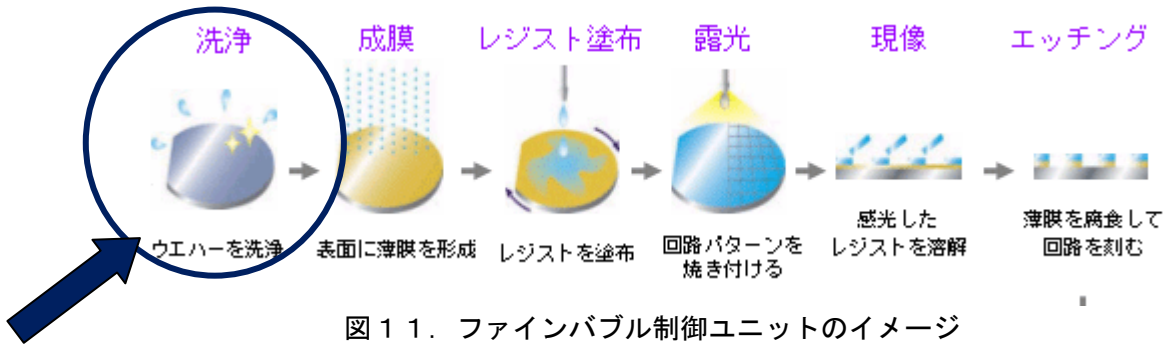 洗浄
成膜
レジスト塗布
露光
現像
エッチング
ウエハーを洗浄
表面に薄膜を形成
レジストを塗布
回路パターンを
焼き付ける
感光した
レジストを溶解
薄膜を腐食して
回路を刻む
図11．ファインバブル制御ユニットのイメージ